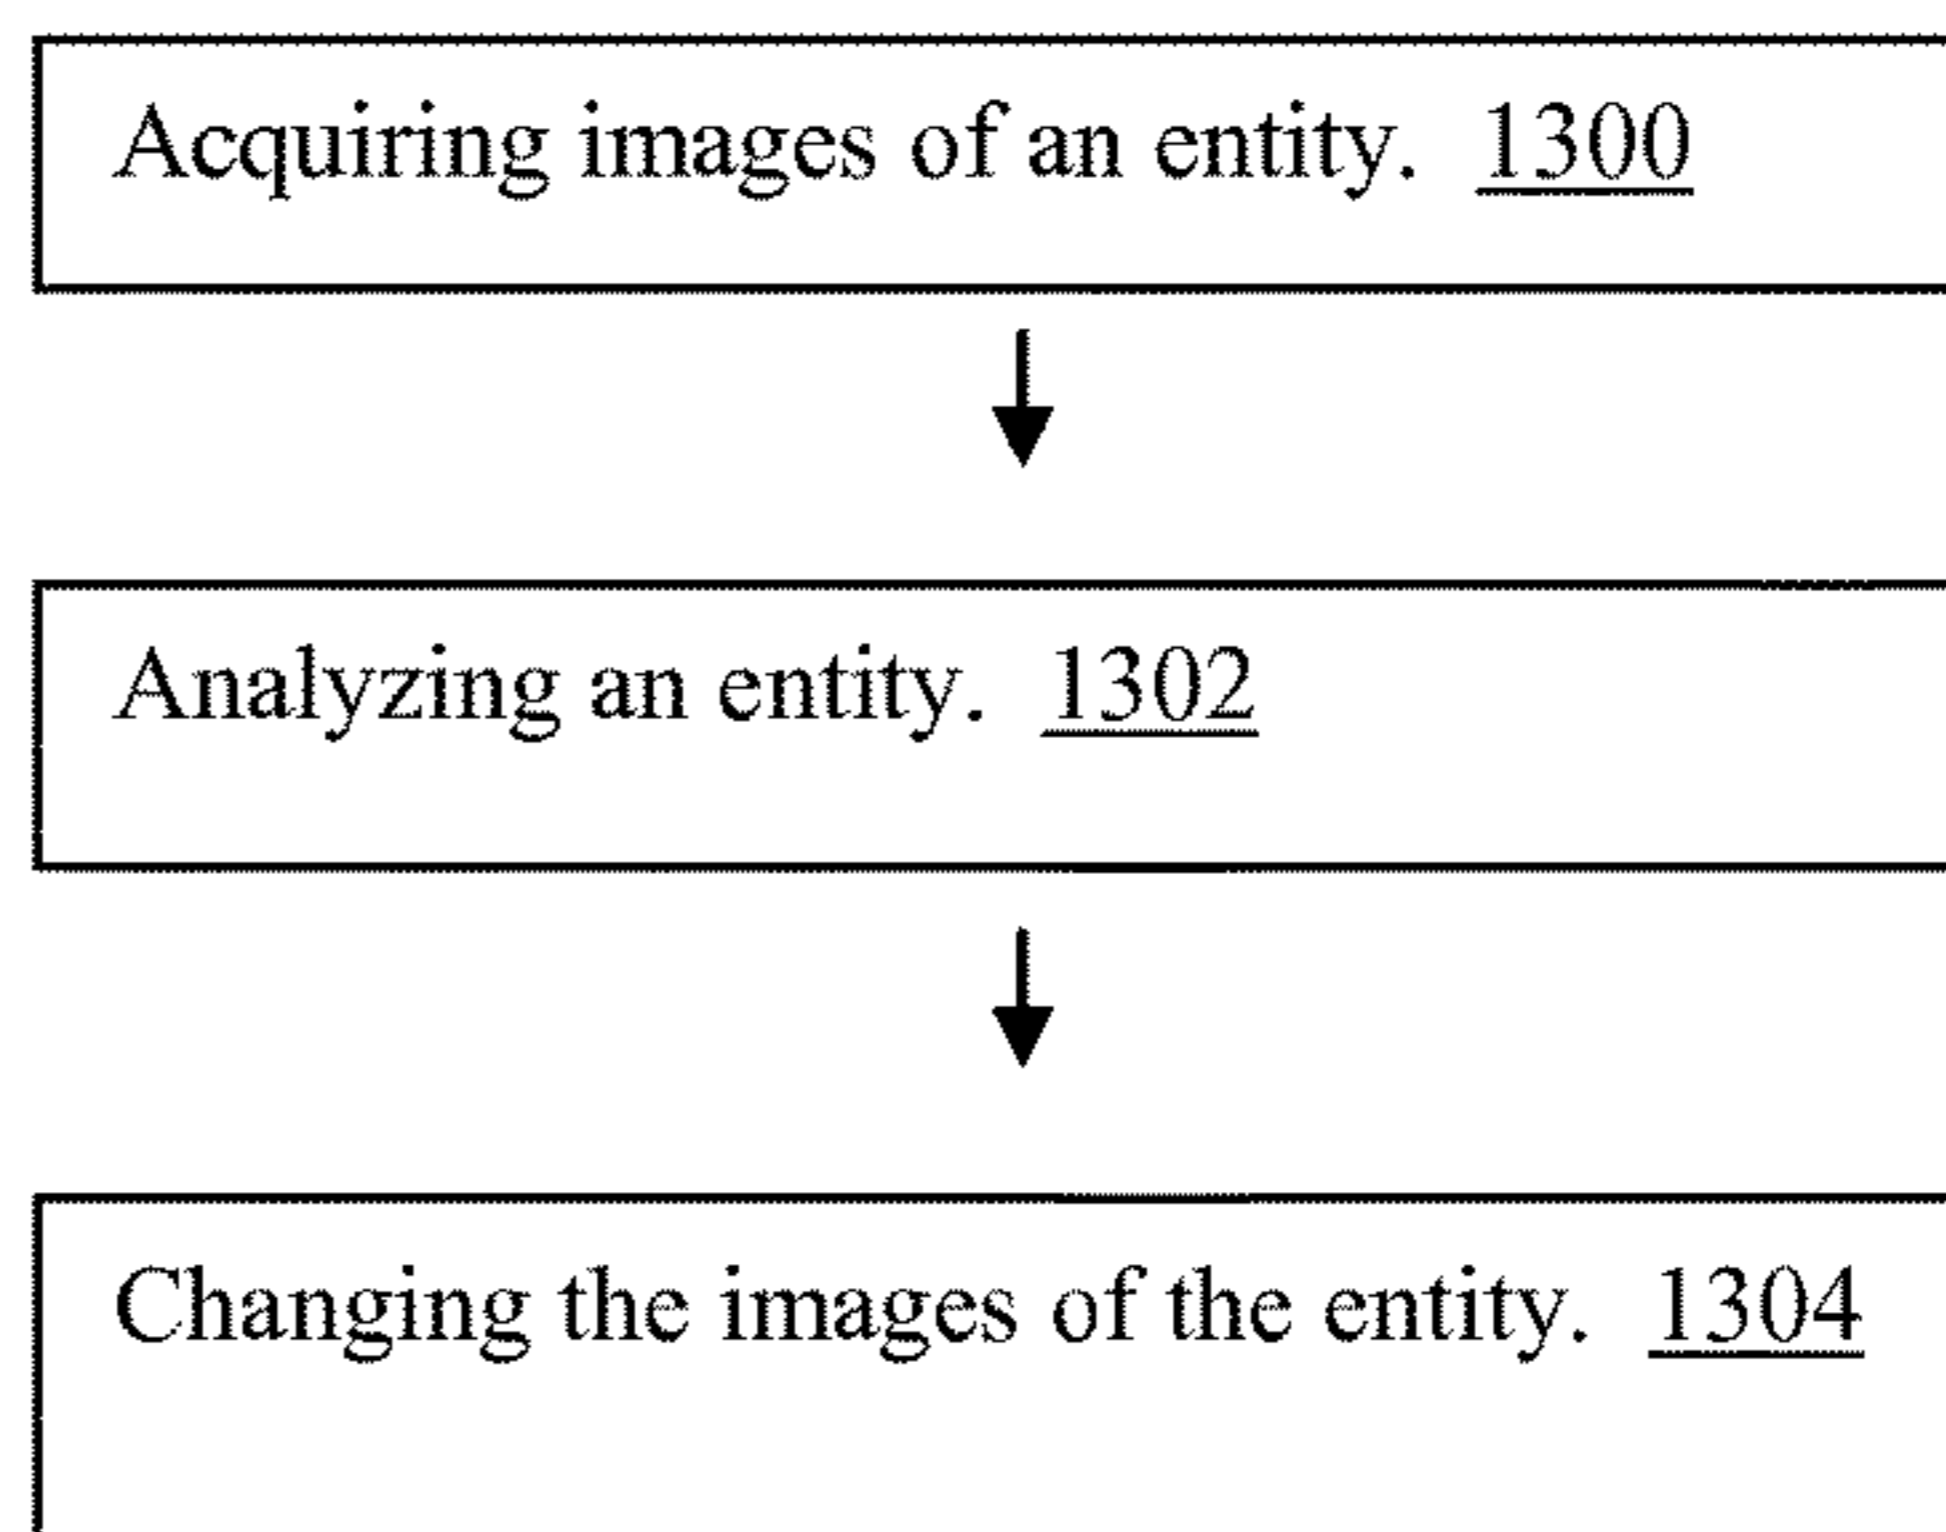 Acquiring images of an entity. 1300
Analyzing an entity. 1302
Changing the images of the entity. 1304